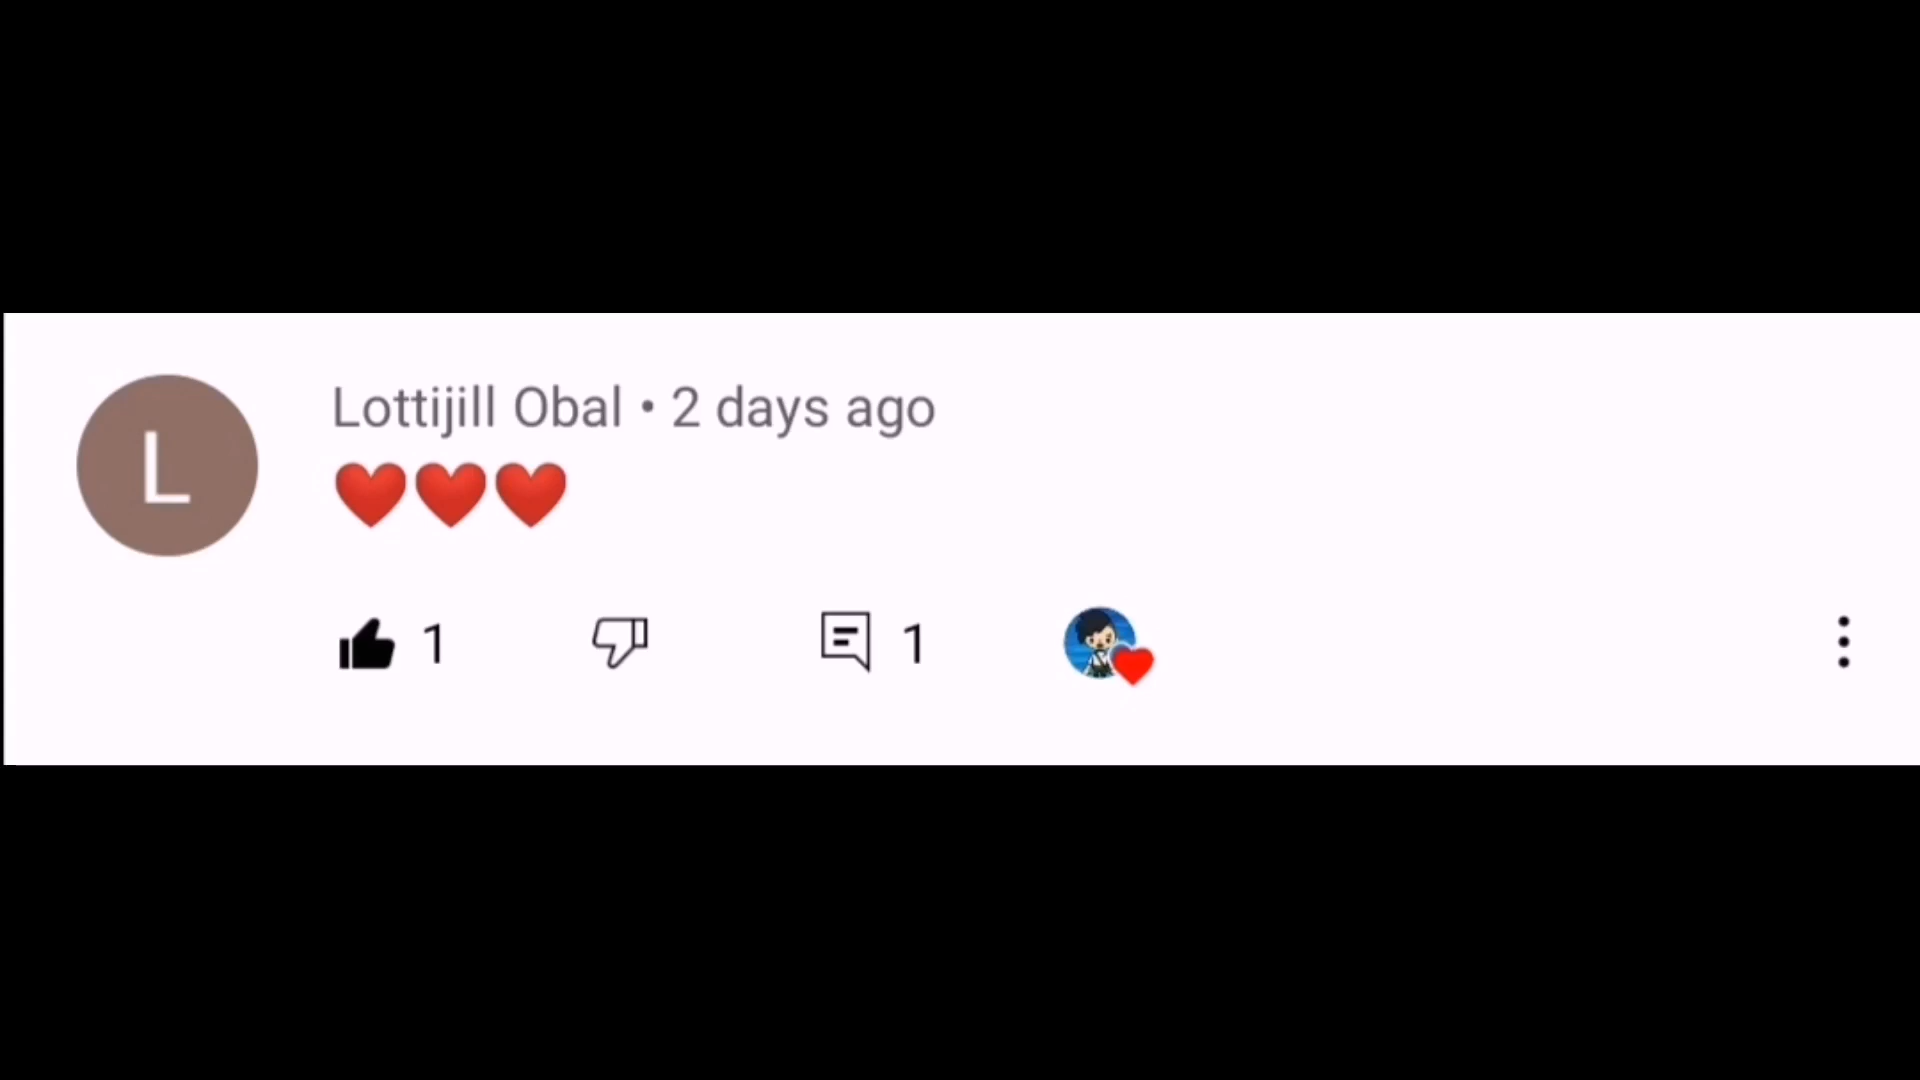 L
Lottijill Obal • 2 days ago
❤️❤️❤️
1 1